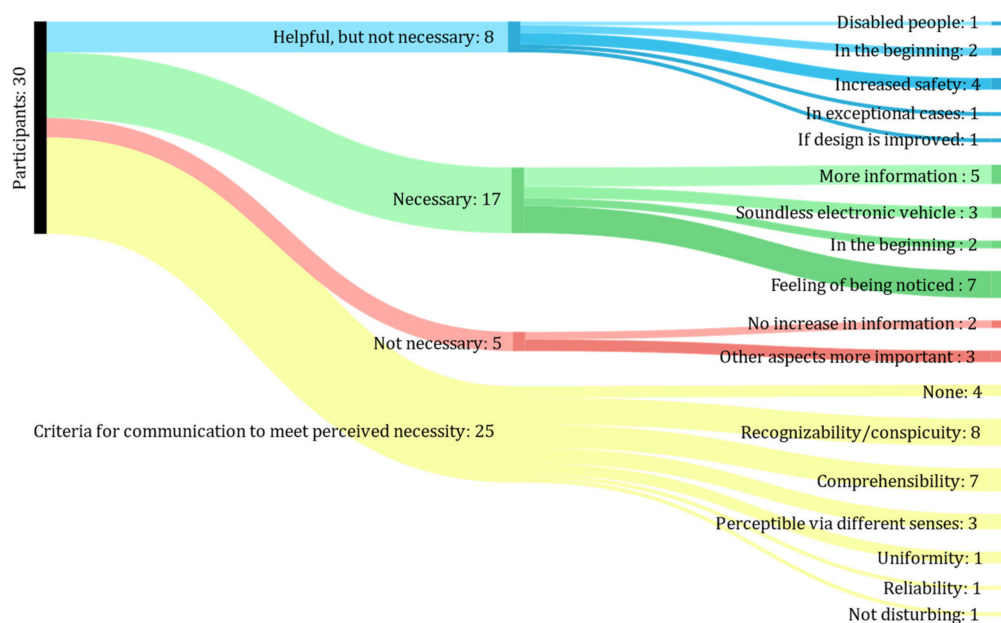 Participants: 30
Helpful, but not necessary: 8
Disabled people: 1
In the beginning: 2
Increased safety: 4
In exceptional cases: 1
If design is improved: 1
Necessary: 17
More information : 5
Soundless electronic vehicle : 3
In the beginning : 2
Feeling of being noticed : 7
Not necessary: 5
No increase in information : 2
Other aspects more important : 3
Criteria for communication to meet perceived necessity: 25
None: 4
Recognizability/conspicuity: 8
Comprehensibility: 7
Perceptible via different senses: 3
Uniformity: 1
Reliability: 1
Not disturbing: 1